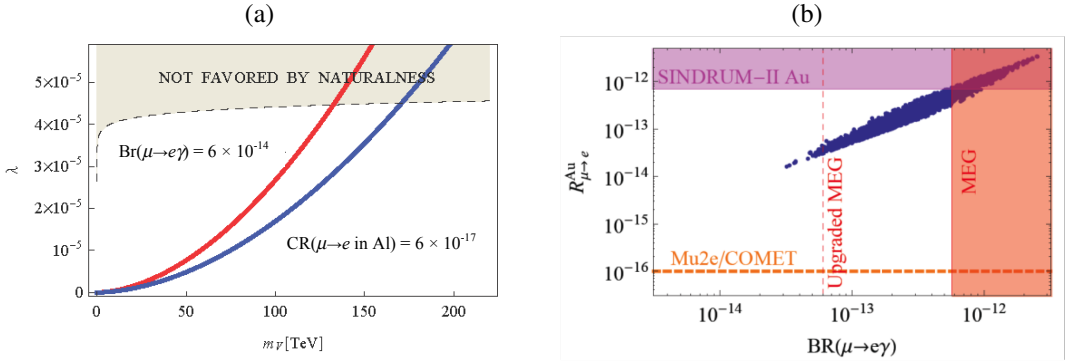 (a)
(b)
NOT FAVORED BY NATURALNESS
Br(μ→eγ) = 6 × 10⁻¹⁴
CR(μ→e in Al) = 6 × 10⁻¹⁷
λ
5×10⁻⁵
4×10⁻⁵
3×10⁻⁵
2×10⁻⁵
10⁻⁵
0
0 50 100 150 200
[TeV]
SINDRUM−II Au
Upgraded MEG
MEG
Mu2e/COMET
R^Au_μ→ e
10⁻¹²
10⁻¹³
10⁻¹⁴
10⁻¹⁵
10⁻¹⁶
10⁻¹⁴ 10⁻¹³ 10⁻¹²
BR(μ→eγ)